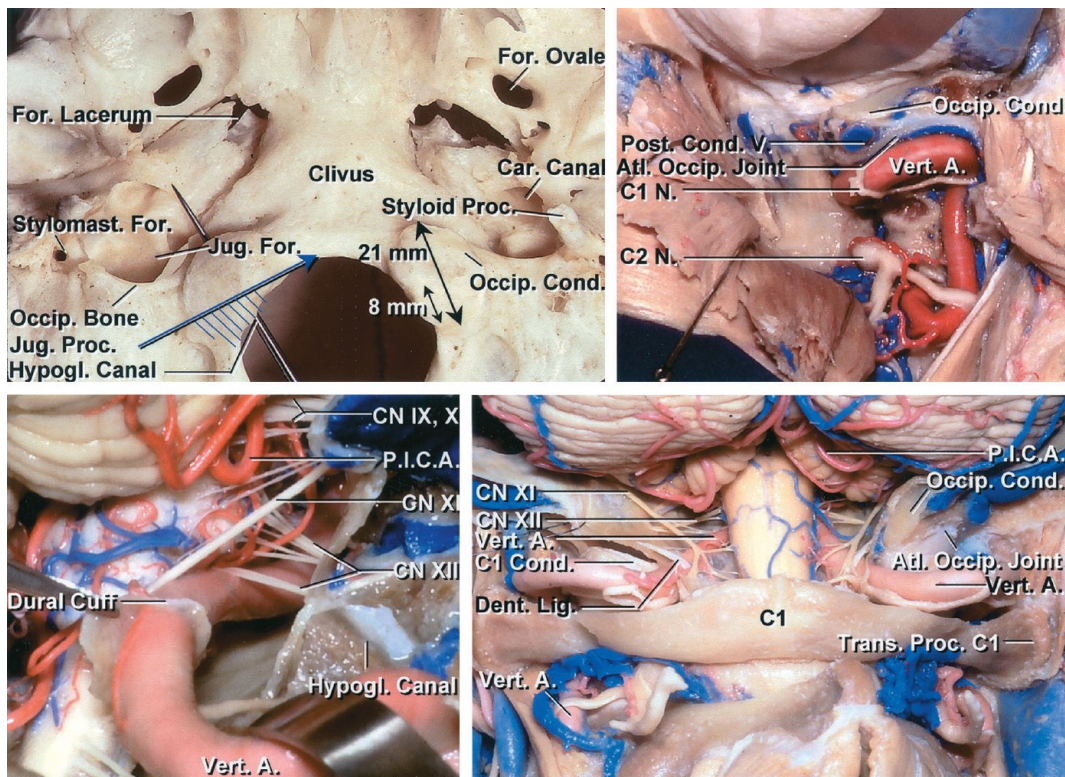 For. Ovale
For. Lacerum
Car. Canal
Clivus
Styloid Proc.
Stylomast. For.
Jug. For.
21 mm
Occip. Cond.
8 mm
Occip. Bone
Jug. Proc.
Hypogl. Canal
Occip. Cond
Post. Cond. V.
Atl. Occip. Joint
Vert. A.
C1 N.
C2 N.
CN IX, X
P.I.C.A.
CN XI
CN XII
Dural Cuff
Hypogl. Canal
Vert. A.
P.I.C.A.
Occip. Cond.
CN XI
CN XII
Vert. A.
C1 Cond.
Atl. Occip. Joint
Vert. A.
Dent. Lig.
C1
Trans. Proc. C1
Vert. A.